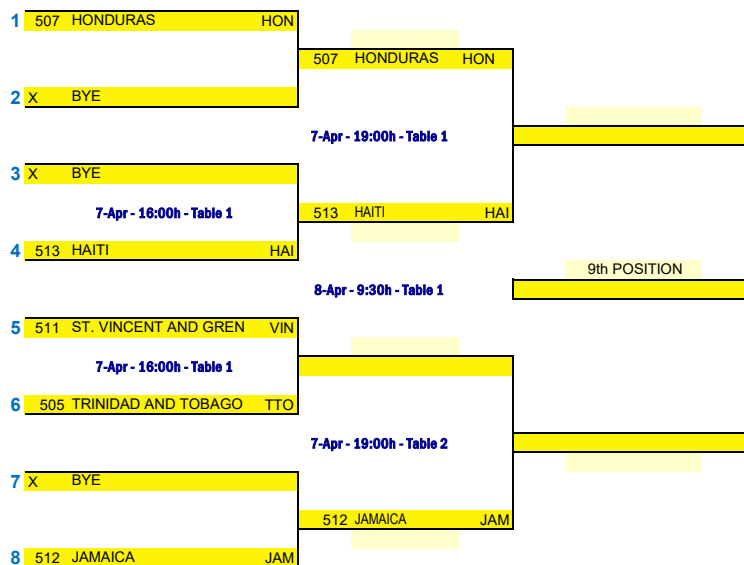 1 507 HONDURAS HON
507 HONDURAS HON
2 X BYE
7-Apr - 19:00h - Table 1
3 X BYE
7-Apr - 16:00h - Table 1
513 HAITI HAI
4 513 HAITI HAI
9th POSITION
8-Apr - 9:30h - Table 1
5 511 ST. VINCENT AND GREN VIN
7-Apr - 16:00h - Table 1
6 505 TRINIDAD AND TOBAGO TTO
7-Apr - 19:00h - Table 2
7 X BYE
512 JAMAICA JAM
8 512 JAMAICA JAM